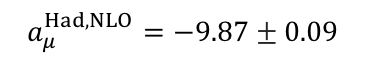 a_μ^{Had,NLO} = −9.87 ± 0.09